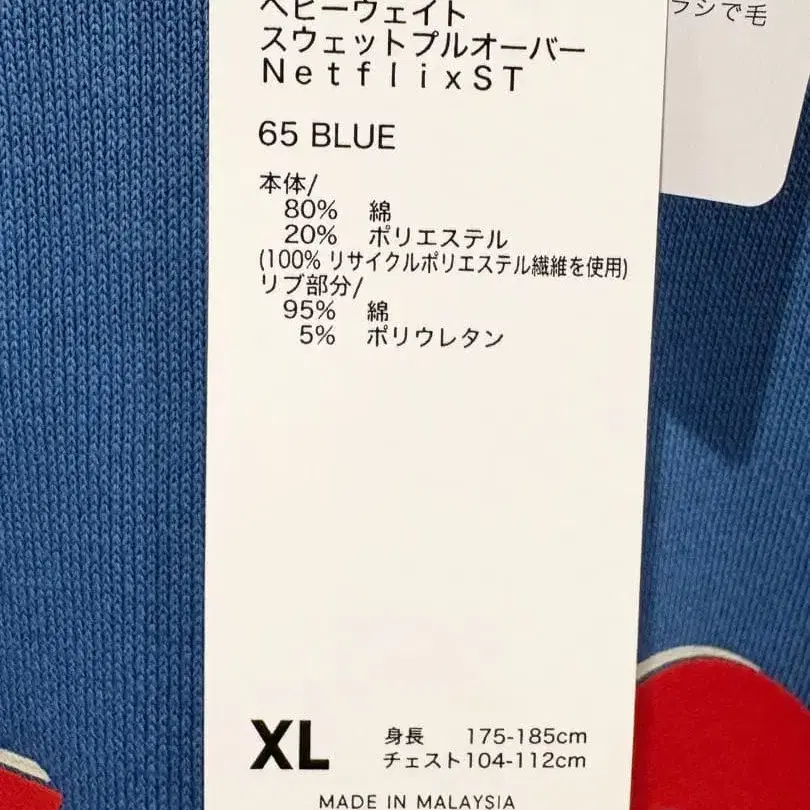 ヘビーウェイト
スウェットプルオーバー
NetflixST
65 BLUE
本体/
80% 綿
20% ポリエステル
(100% リサイクルポリエステル繊維を使用)
リブ部分/
95% 綿
5% ポリウレタン
XL
身長 175-185cm
チェスト104-112cm
MADE IN MALAYSIA
ラシで毛